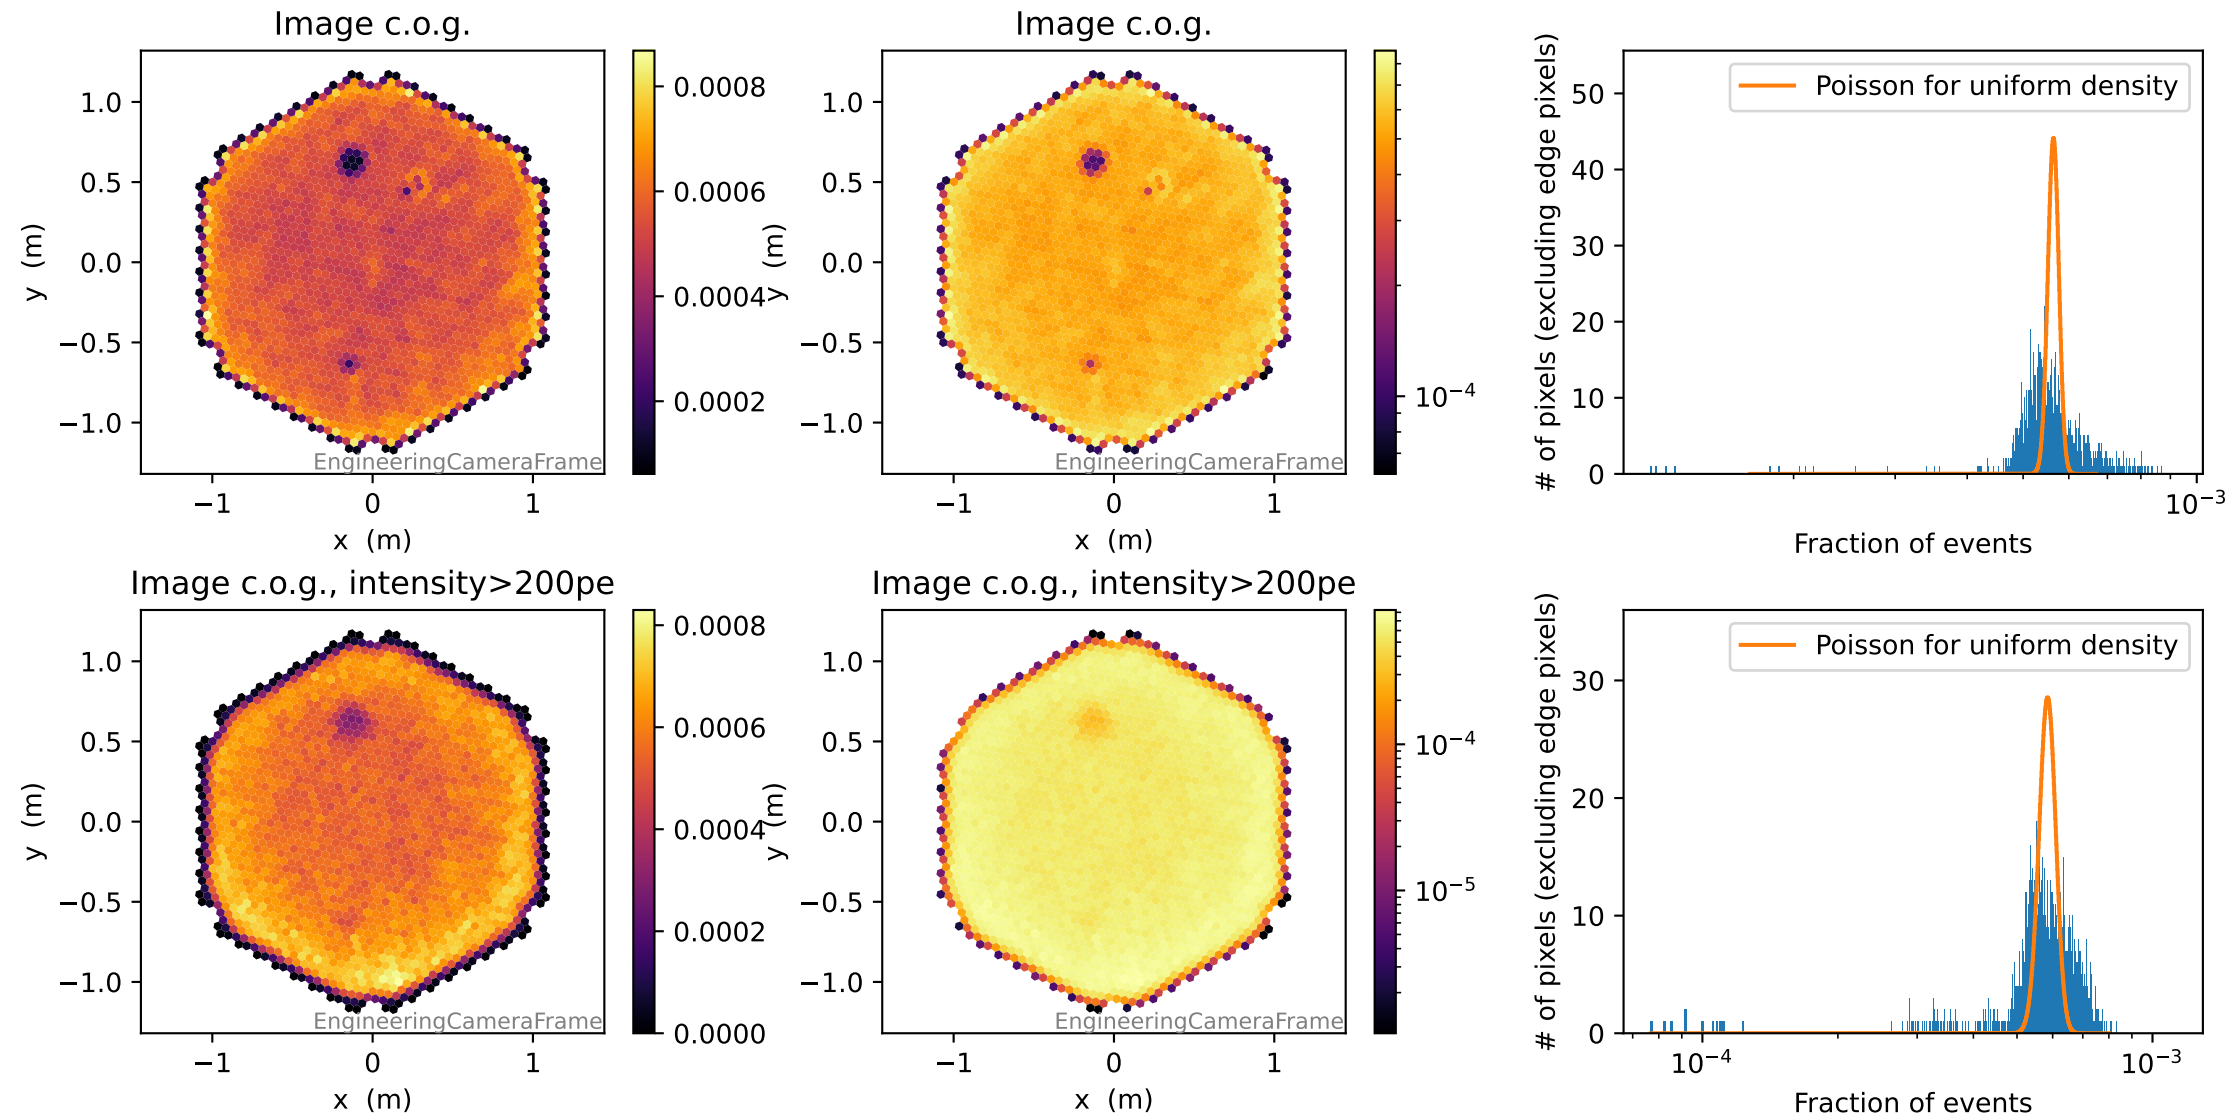 Image c.o.g.
1.0
0.5
0.0
−0.5
−1.0
y (m)
−1
0
1
x (m)
EngineeringCameraFrame
0.0008
0.0006
0.0004
0.0002
Image c.o.g.
1.0
0.5
0.0
−0.5
−1.0
y (m)
−1
0
1
x (m)
EngineeringCameraFrame
10⁻⁴
# of pixels (excluding edge pixels)
50
40
30
20
10
0
Poisson for uniform density
10⁻³
Fraction of events
Image c.o.g., intensity>200pe
1.0
0.5
0.0
−0.5
−1.0
y (m)
−1
0
1
x (m)
EngineeringCameraFrame
0.0008
0.0006
0.0004
0.0002
0.0000
Image c.o.g., intensity>200pe
1.0
0.5
0.0
−0.5
−1.0
y (m)
−1
0
1
x (m)
EngineeringCameraFrame
10⁻⁴
10⁻⁵
# of pixels (excluding edge pixels)
30
20
10
0
Poisson for uniform density
10⁻⁴
10⁻³
Fraction of events